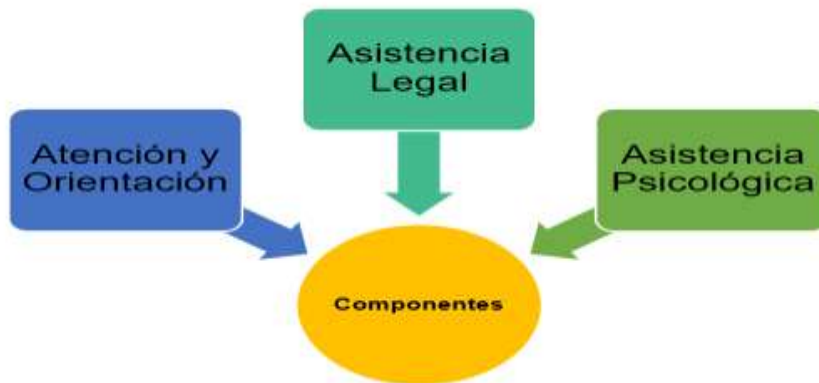 Asistencia
Legal
Atención y
Orientación
Asistencia
Psicológica
Componentes